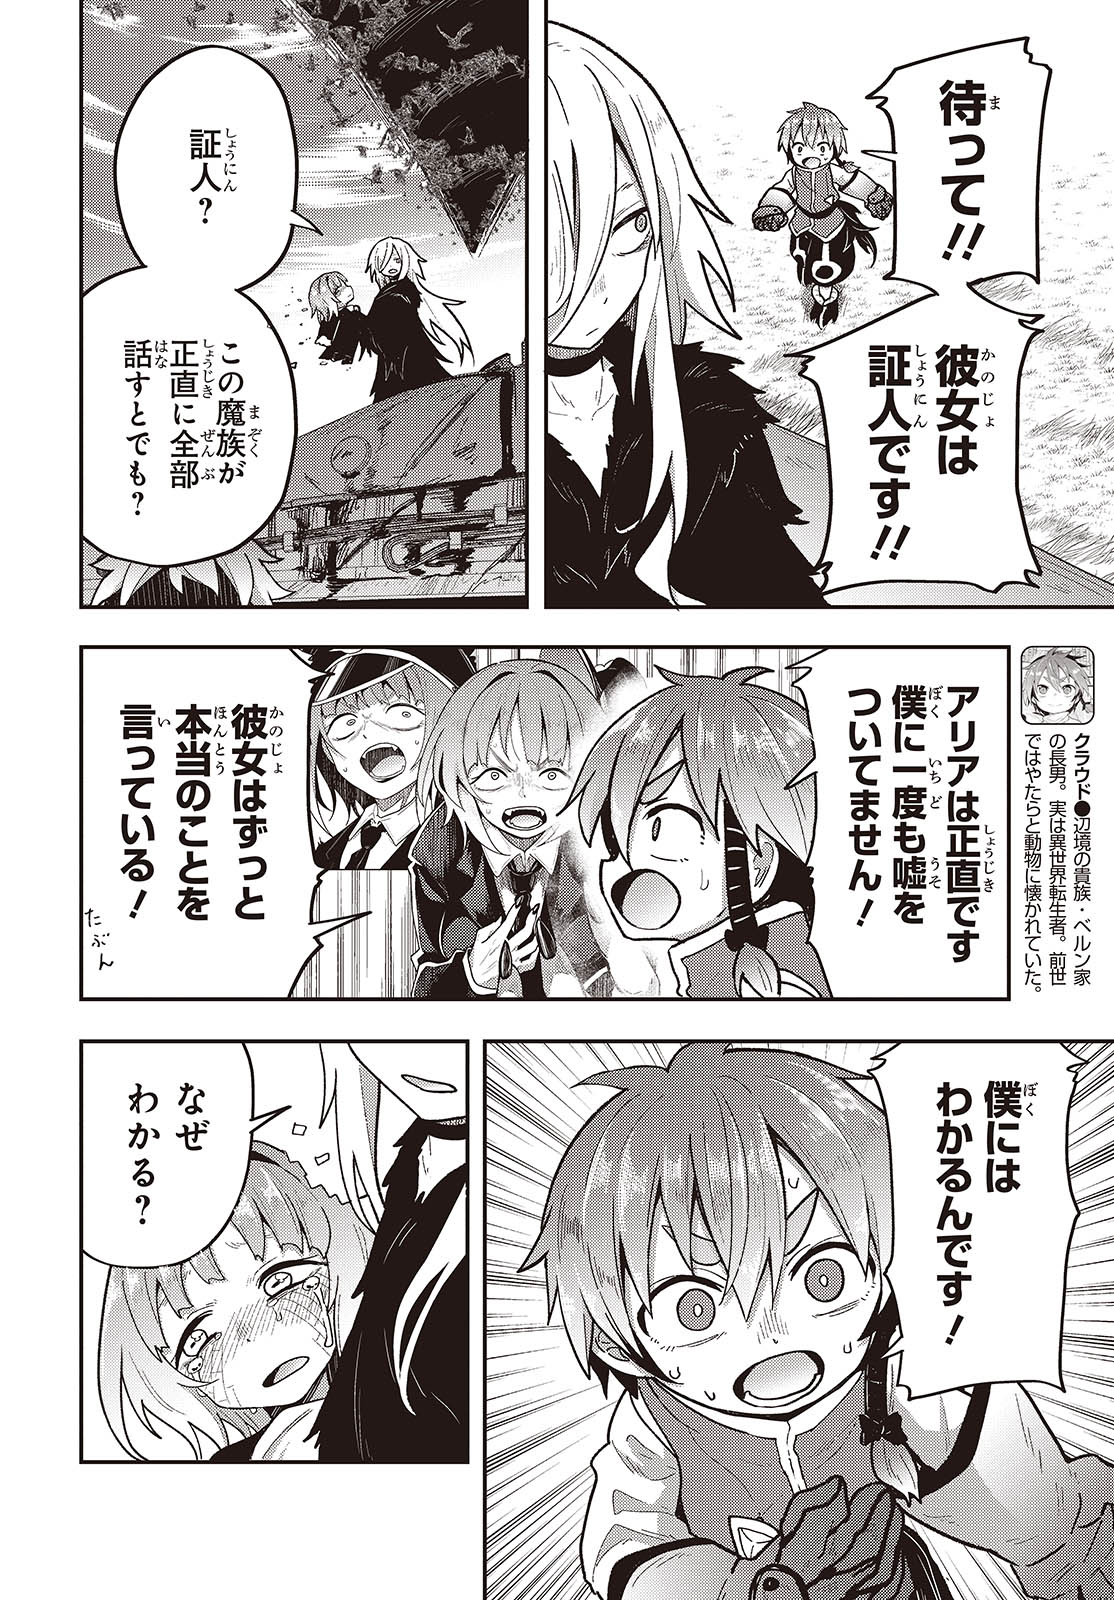 待って!!
彼女は
証人です!!
証人?
この魔族が
正直に全部
話すとでも?
クラウド●辺境の貴族・ベルン家
の長男。実は異世界転生者。前世
ではやたらと動物に懐かれていた。
アリアは正直です
僕に一度も嘘を
ついてません!
彼女はずっと
本当のことを
言っている!
たぶん
僕には
わかるんです!
なぜ
わかる?